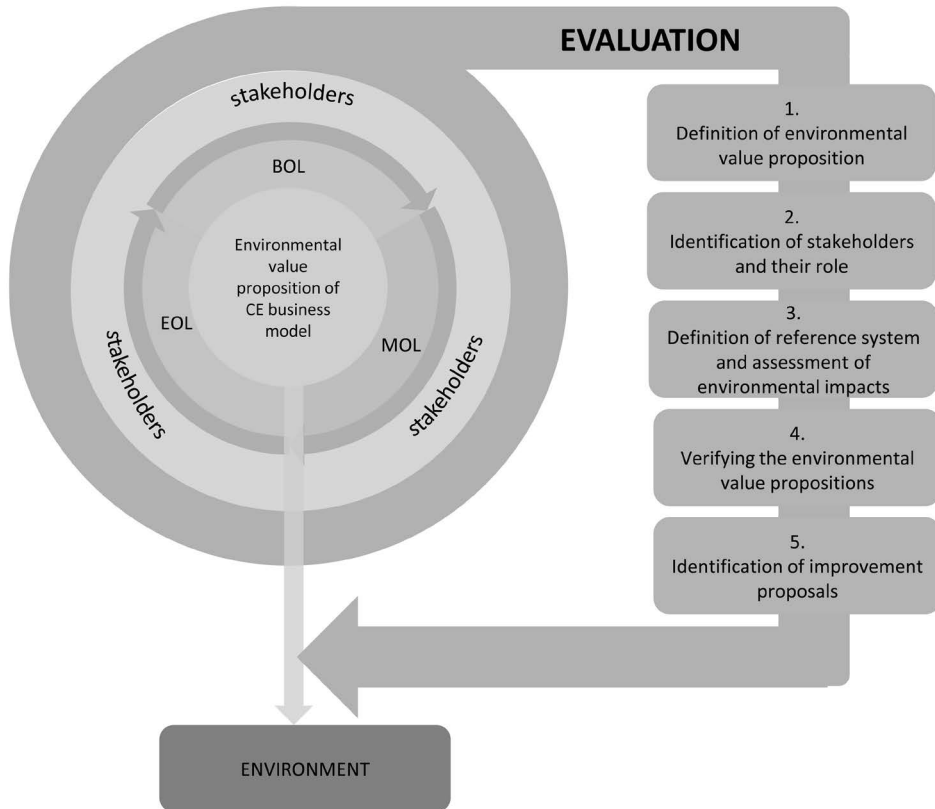 EVALUATION
stakeholders
BOL
Environmental
value
proposition of
CE business
model
EOL
MOL
stakeholders
stakeholders
1.
Definition of environmental
value proposition
2.
Identification of stakeholders
and their role
3.
Definition of reference system
and assessment of
environmental impacts
4.
Verifying the environmental
value propositions
5.
Identification of improvement
proposals
ENVIRONMENT